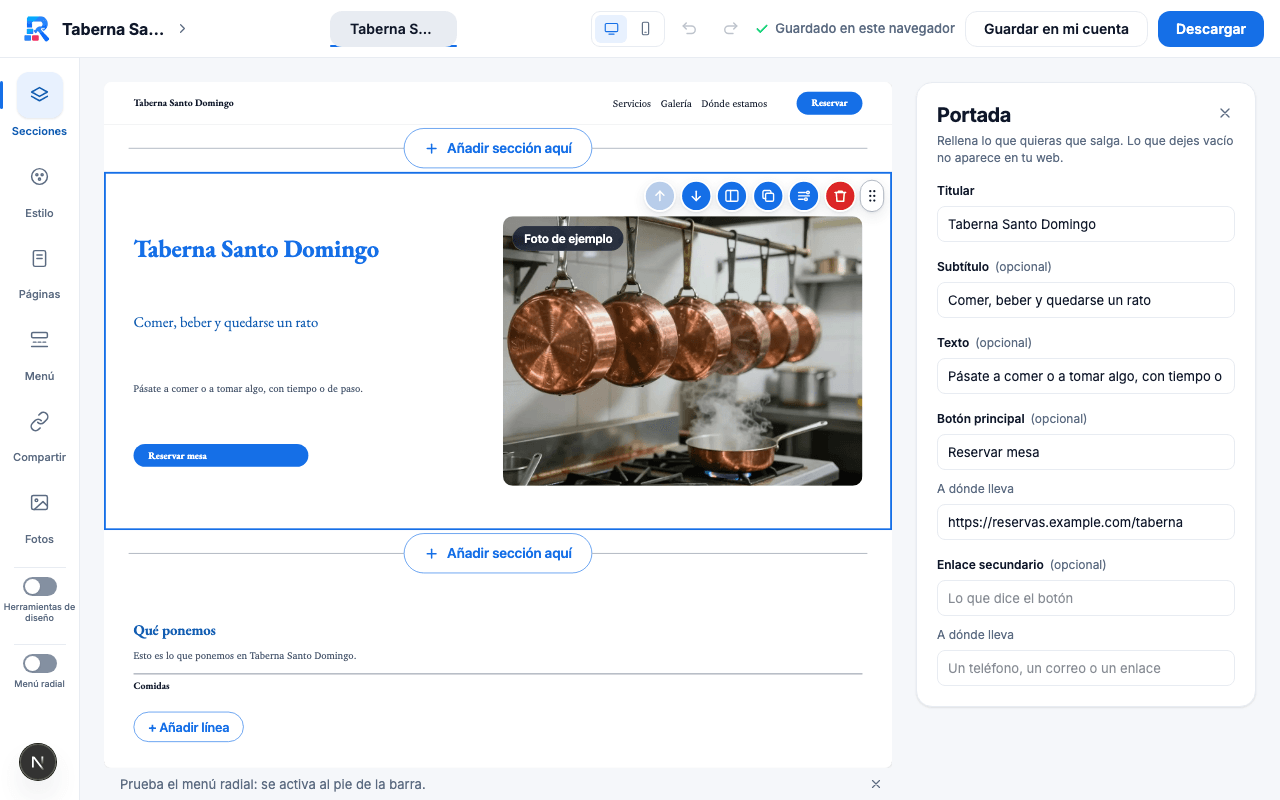 Taberna Sa...
Taberna S...
Guardado en este navegador
Guardar en mi cuenta
Descargar
Secciones
Estilo
Páginas
Menú
Compartir
Fotos
Herramientas de
diseño
Menú radial
N
Taberna Santo Domingo
Servicios Galería Dónde estamos
Reservar
+ Añadir sección aquí
Foto de ejemplo
Taberna Santo Domingo
Comer, beber y quedarse un rato
Pásate a comer o a tomar algo, con tiempo o de paso.
Reservar mesa
+ Añadir sección aquí
Qué ponemos
Esto es lo que ponemos en Taberna Santo Domingo.
Comidas
+ Añadir línea
Prueba el menú radial: se activa al pie de la barra.
Portada
Rellena lo que quieras que salga. Lo que dejes vacío
no aparece en tu web.
Titular
Taberna Santo Domingo
Subtítulo (opcional)
Comer, beber y quedarse un rato
Texto (opcional)
Pásate a comer o a tomar algo, con tiempo o
Botón principal (opcional)
Reservar mesa
A dónde lleva
https://reservas.example.com/taberna
Enlace secundario (opcional)
Lo que dice el botón
A dónde lleva
Un teléfono, un correo o un enlace